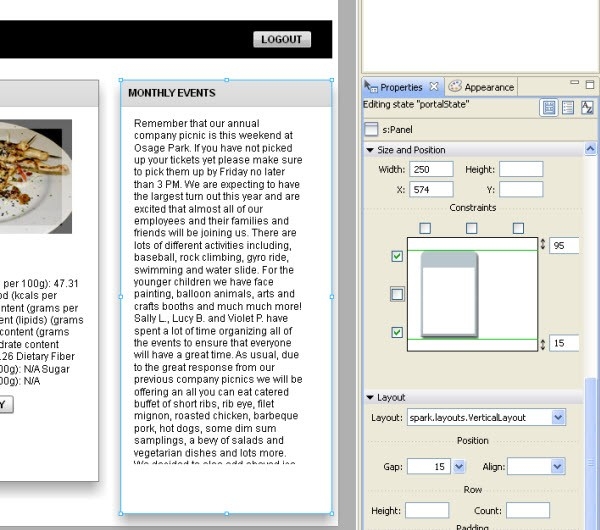 LOGOUT
MONTHLY EVENTS
Remember that our annual
company picnic is this weekend at
Osage Park. If you have not picked
up your tickets yet please make sure
to pick them up by Friday no later
than 3 PM. We are expecting to have
the largest turn out this year and are
excited that almost all of our
employees and their families and
friends will be joining us. There are
lots of different activities including,
baseball, rock climbing, gyro ride,
swimming and water slide. For the
younger children we have face
painting, balloon animals, arts and
crafts booths and much much more!
Sally L., Lucy B. and Violet P. have
spent a lot of time organizing all of
the events to ensure that everyone
will have a great time. As usual, due
to the great response from our
previous company picnics we will be
offering an all you can eat catered
buffet of short ribs, rib eye, filet
mignon, roasted chicken, barbeque
pork, hot dogs, some dim sum
samplings, a bevy of salads and
vegetarian dishes and lots more.
per 100g): 47.31
od (kcals per
ntent (grams per
ent (lipids) (grams
content (grams
drate content
.26 Dietary Fiber
00g): N/A Sugar
00g): N/A
Y
Properties
Appearance
Editing state "portalState"
s:Panel
Size and Position
Width: 250 Height:
X: 574 Y:
Constraints
95
15
Layout
Layout: spark.layouts.VerticalLayout
Position
Gap: 15 Align:
Row
Height: Count:
Padding